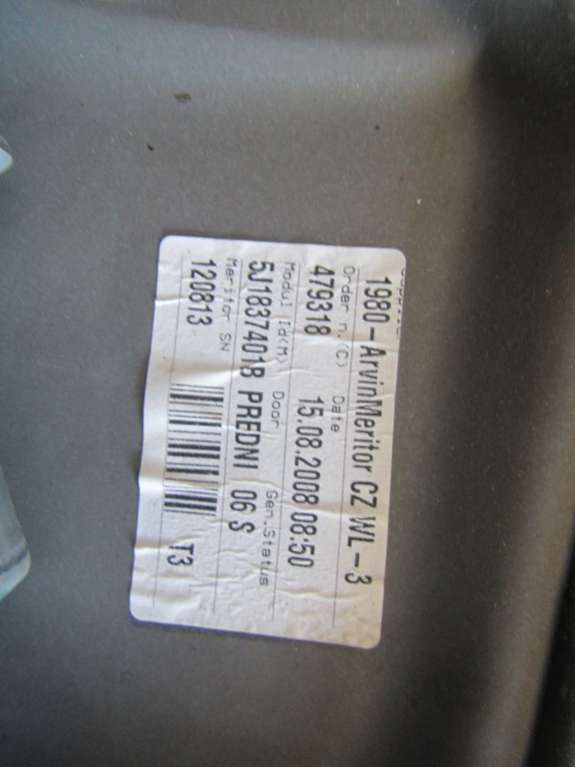 1980-ArvinMeritor CZ WL-3
Order n.(C) Date
479318 15.08.2008 08:50
Modul Id(M) Door Gen.Status
5J1837401B PREDNI 06 S
Meritor SN
120813 T3